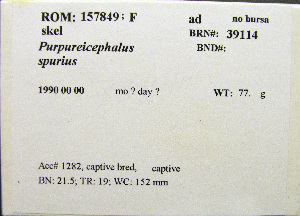 ROM: 157849: F ad no bursa
skel BRN#: 39114
Purpureicephalus BND#:
spurius
1990 00 00 mo ? day ? WT: 77. g
Acc# 1282, captive bred, captive
BN: 21.5; TR: 19; WC: 152 mm